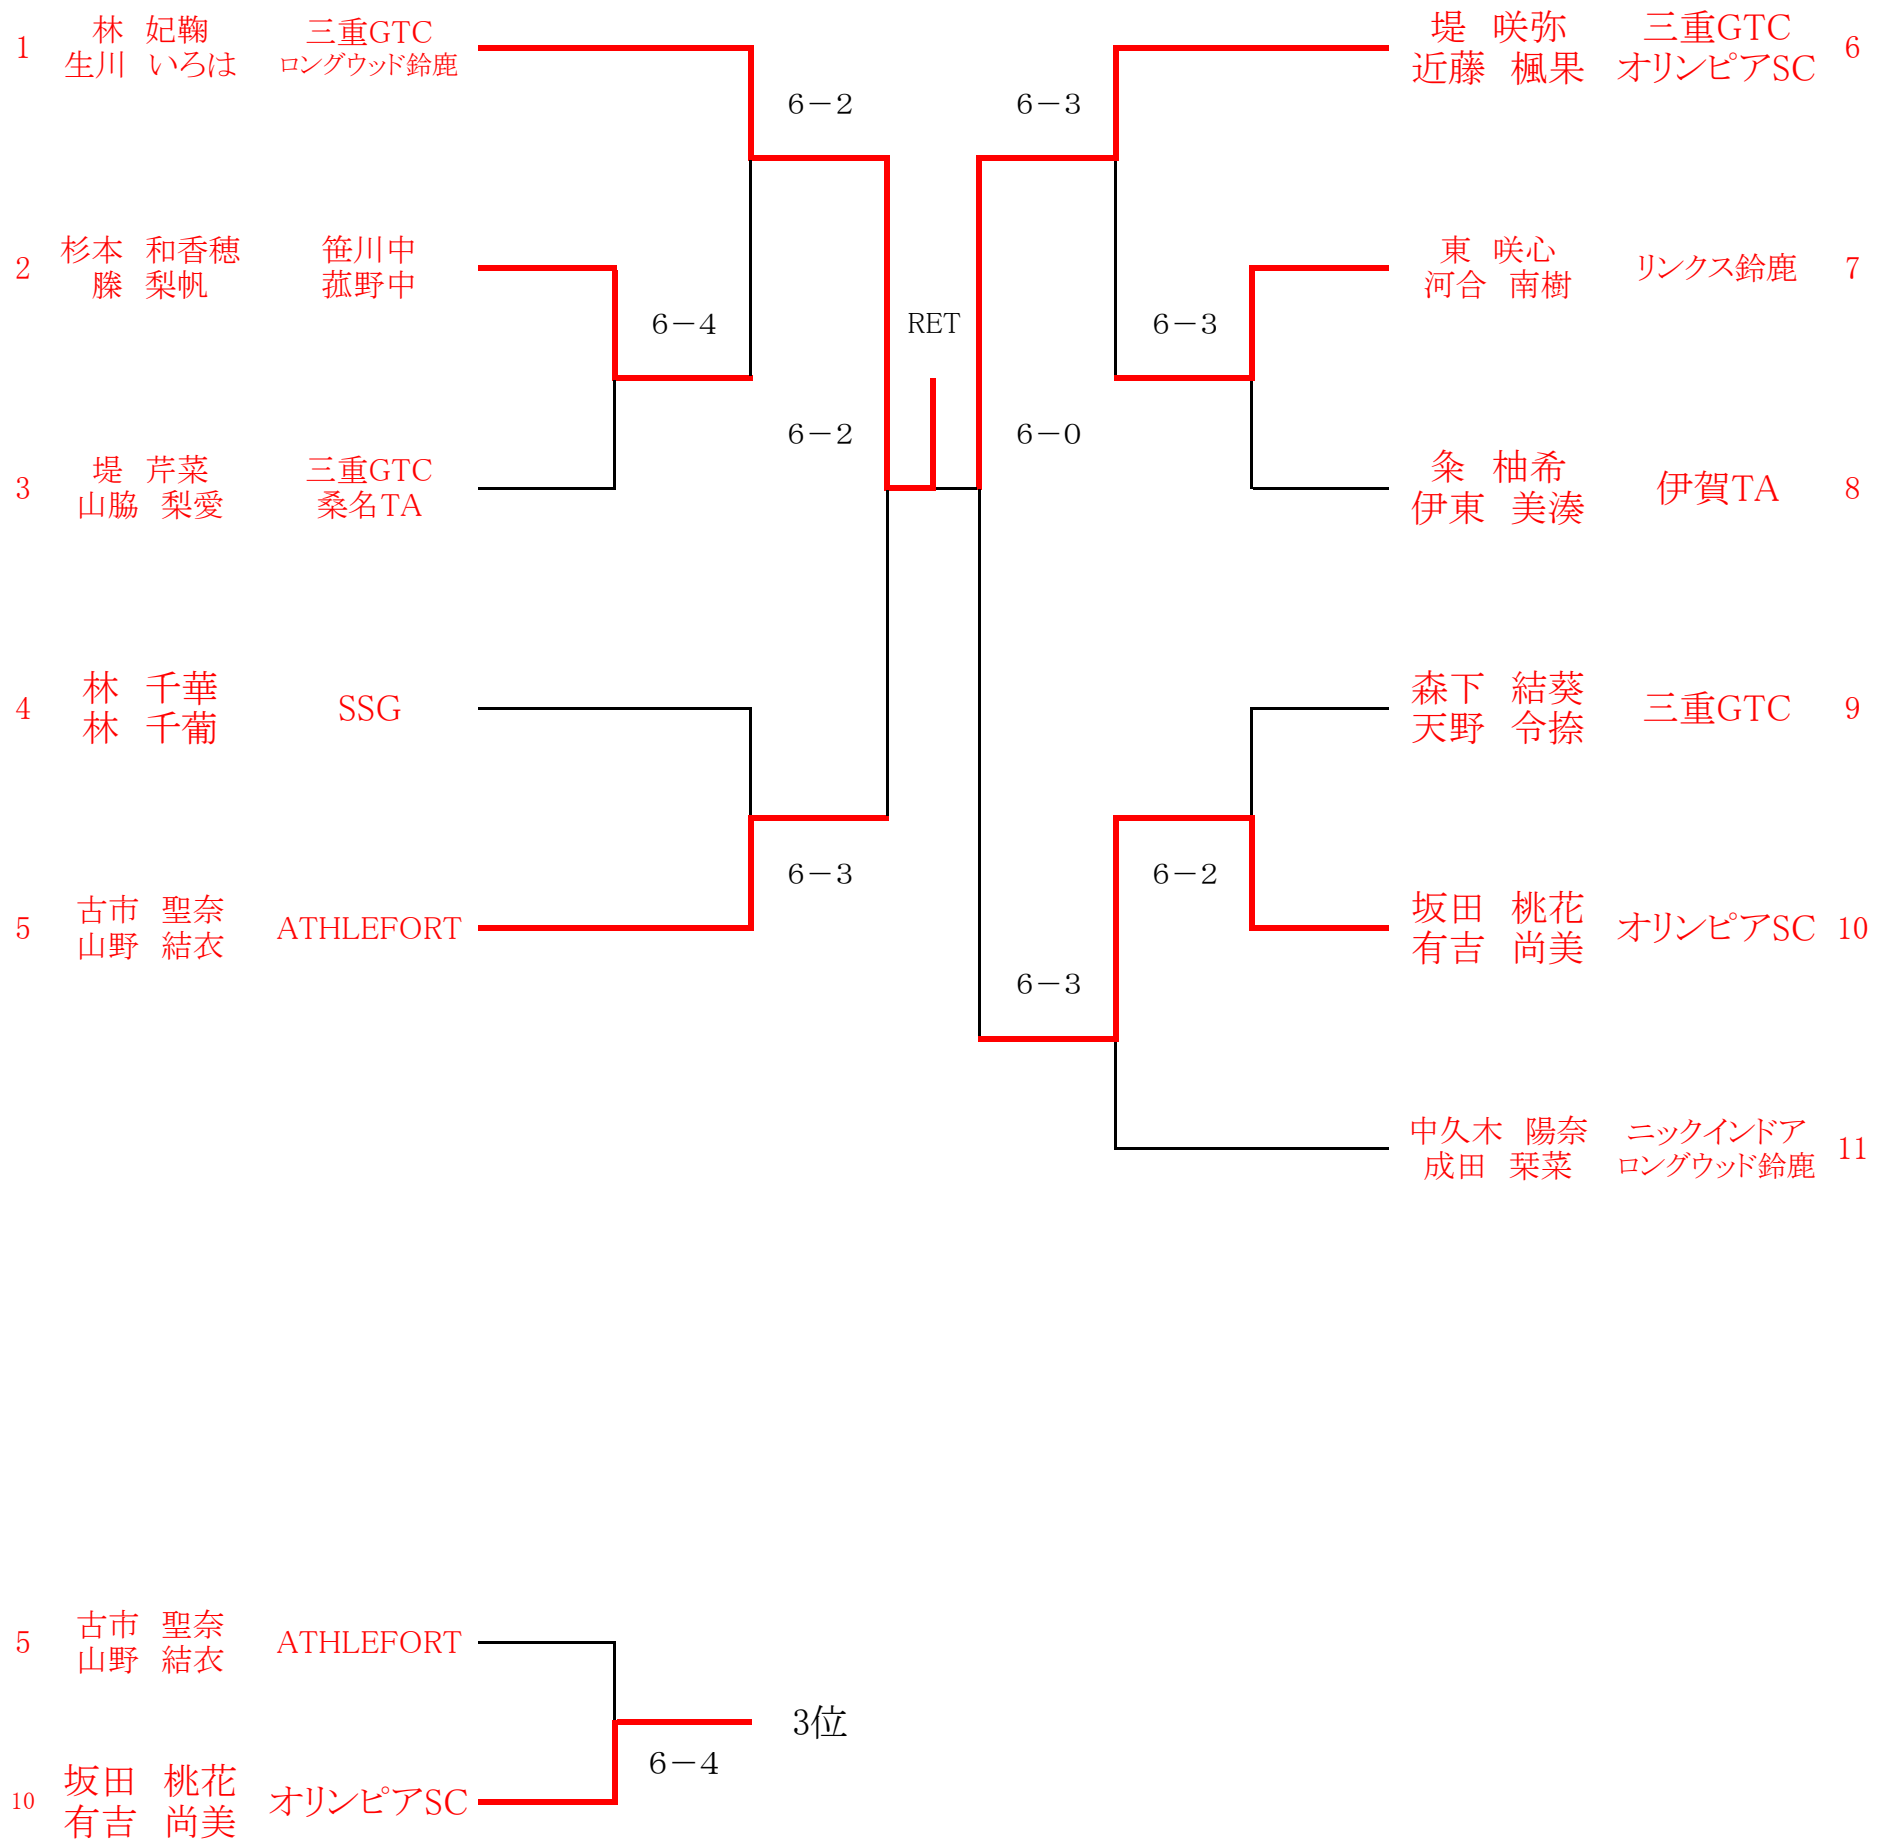 1
林　妃鞠
生川　いろは
三重GTC
ロングウッド鈴鹿
6－2
2
杉本　和香穂
滕　梨帆
笹川中
菰野中
6－4
3
堤　芹菜
山脇　梨愛
三重GTC
桑名TA
6－2
4
林　千華
林　千葡
SSG
5
古市　聖奈
山野　結衣
ATHLEFORT
6－3
RET
堤　咲弥
近藤　楓果
三重GTC
オリンピアSC
6
6－3
東　咲心
河合　南樹
リンクス鈴鹿
7
6－3
6－0
粂　柚希
伊東　美湊
伊賀TA
8
森下　結葵
天野　令捺
三重GTC
9
6－2
坂田　桃花
有吉　尚美
オリンピアSC
10
6－3
中久木　陽奈
成田　栞菜
ニックインドア
ロングウッド鈴鹿
11
5
古市　聖奈
山野　結衣
ATHLEFORT
3位
6－4
10
坂田　桃花
有吉　尚美
オリンピアSC